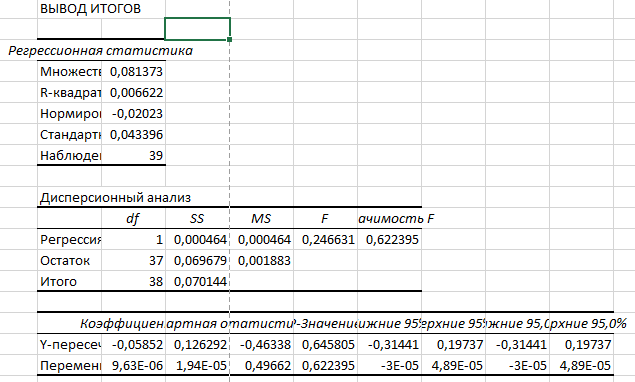 ВЫВОД ИТОГОВ
Регрессионная статистика
Множеств 0,081373
R-квадрат 0,006622
Нормиров -0,02023
Стандартн 0,043396
Наблюден 39
Дисперсионный анализ
df SS MS F ачимость F
Регрессия 1 0,000464 0,000464 0,246631 0,622395
Остаток 37 0,069679 0,001883
Итого 38 0,070144
Коэффициен артная о татисти P-Значени ижние 95% ерхние 95% ижние 95,0 рхние 95,0%
Y-пересеч -0,05852 0,126292 -0,46338 0,645805 -0,31441 0,19737 -0,31441 0,19737
Перемен 9,63E-06 1,94E-05 0,49662 0,622395 -3E-05 4,89E-05 -3E-05 4,89E-05